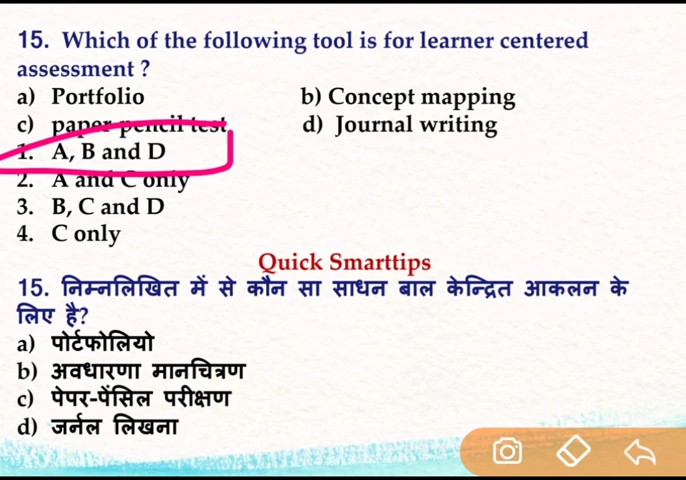 15. Which of the following tool is for learner centered
assessment ?
a) Portfolio b) Concept mapping
c) paper-pencil test d) Journal writing
1. A, B and D
2. A and C only
3. B, C and D
4. C only
Quick Smarttips
15. निम्नलिखित में से कौन सा साधन बाल केन्द्रित आकलन के
लिए है?
a) पोर्टफोलियो
b) अवधारणा मानचित्रण
c) पेपर-पेंसिल परीक्षण
d) जर्नल लिखना